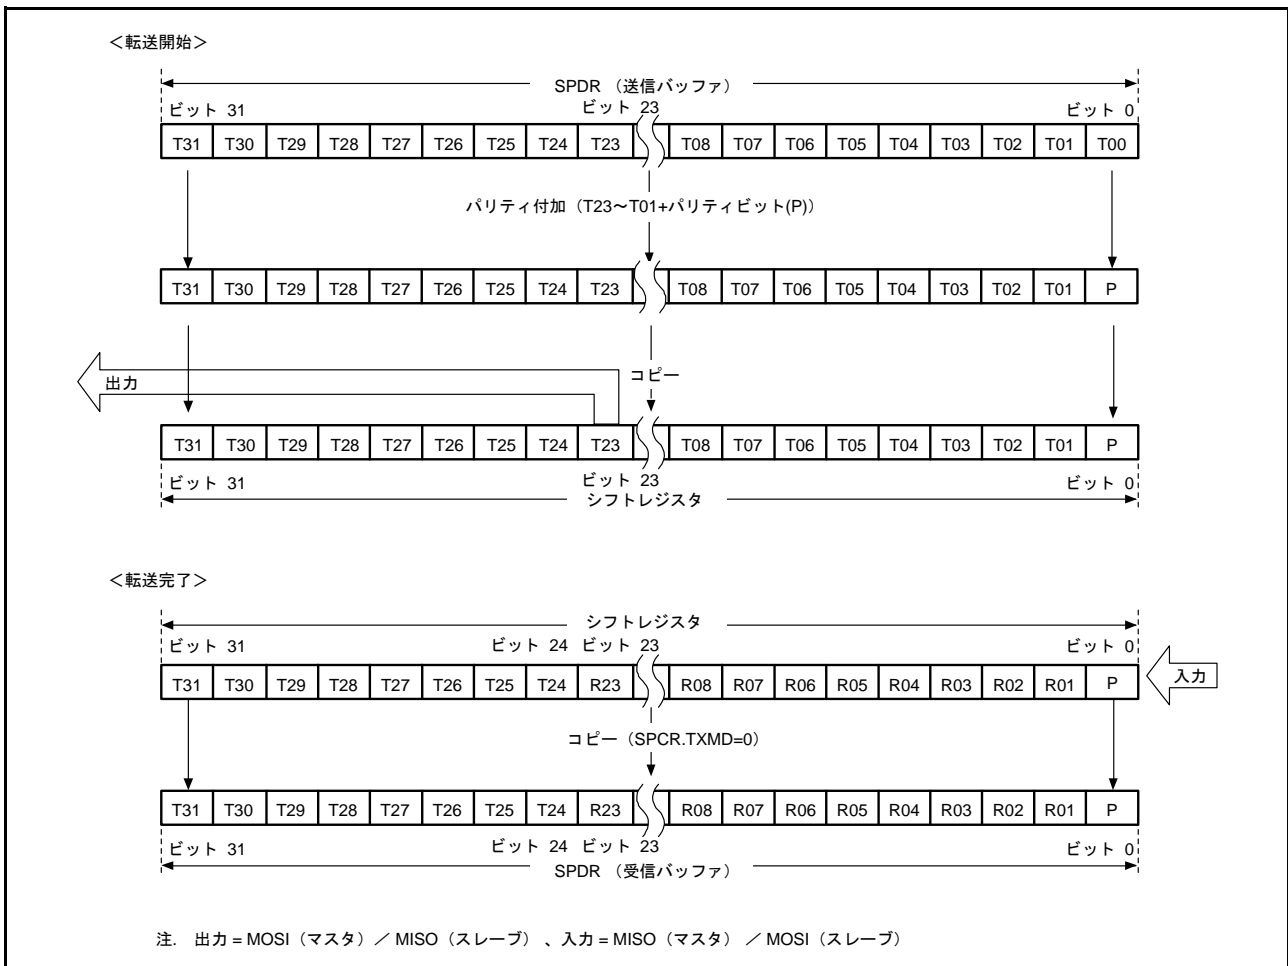 ＜転送開始＞
SPDR （送信バッファ）
ビット 31 ビット 23 ビット 0
T31 T30 T29 T28 T27 T26 T25 T24 T23 T08 T07 T06 T05 T04 T03 T02 T01 T00
パリティ付加（T23～T01+パリティビット(P)）
T31 T30 T29 T28 T27 T26 T25 T24 T23 T08 T07 T06 T05 T04 T03 T02 T01 P
コピー
出力
T31 T30 T29 T28 T27 T26 T25 T24 T23 T08 T07 T06 T05 T04 T03 T02 T01 P
ビット 31 ビット 23 ビット 0
シフトレジスタ
＜転送完了＞
シフトレジスタ
ビット 31 ビット 24 ビット 23 ビット 0
T31 T30 T29 T28 T27 T26 T25 T24 R23 R08 R07 R06 R05 R04 R03 R02 R01 P 入力
コピー（SPCR.TXMD=0）
T31 T30 T29 T28 T27 T26 T25 T24 R23 R08 R07 R06 R05 R04 R03 R02 R01 P
ビット 31 ビット 24 ビット 23 ビット 0
SPDR （受信バッファ）
注. 出力 = MOSI（マスタ）／ MISO（スレーブ） 、入力 = MISO（マスタ） ／ MOSI（スレーブ）